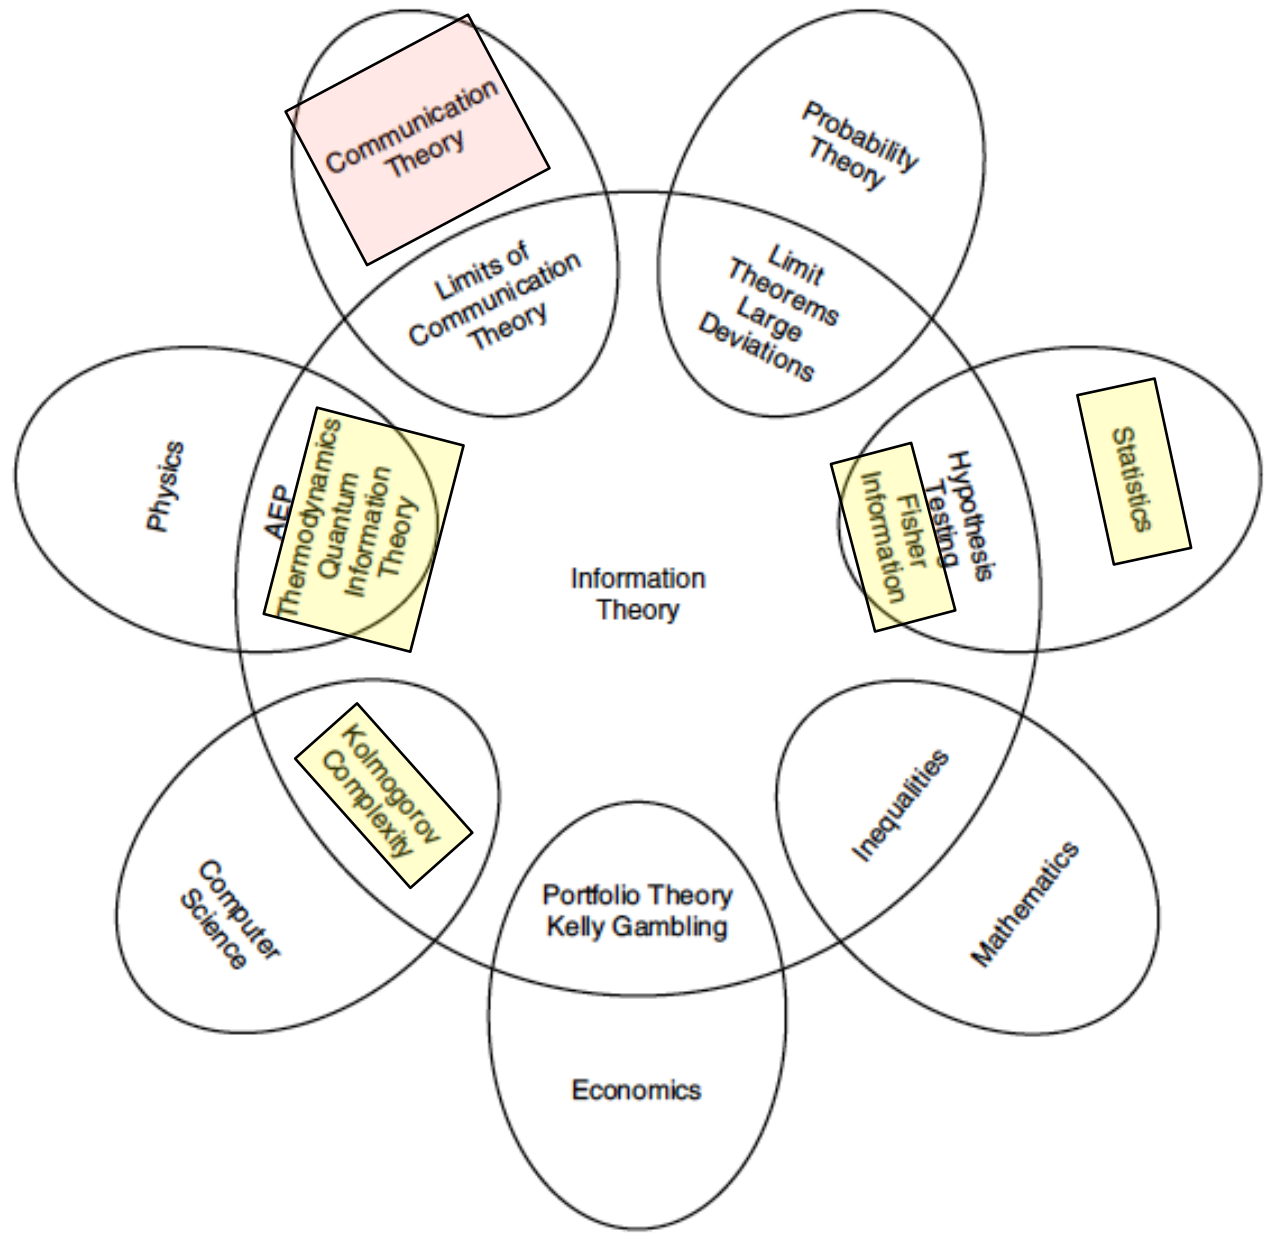 Communication
Theory
Probability
Theory
Limits of
Communication
Theory
Limit
Theorems
Large
Deviations
Physics
AEP
Thermodynamics
Quantum
Information
Theory
Information
Theory
Hypothesis
Testing
Fisher
Information
Statistics
Kolmogorov
Complexity
Computer
Science
Portfolio Theory
Kelly Gambling
Economics
Inequalities
Mathematics